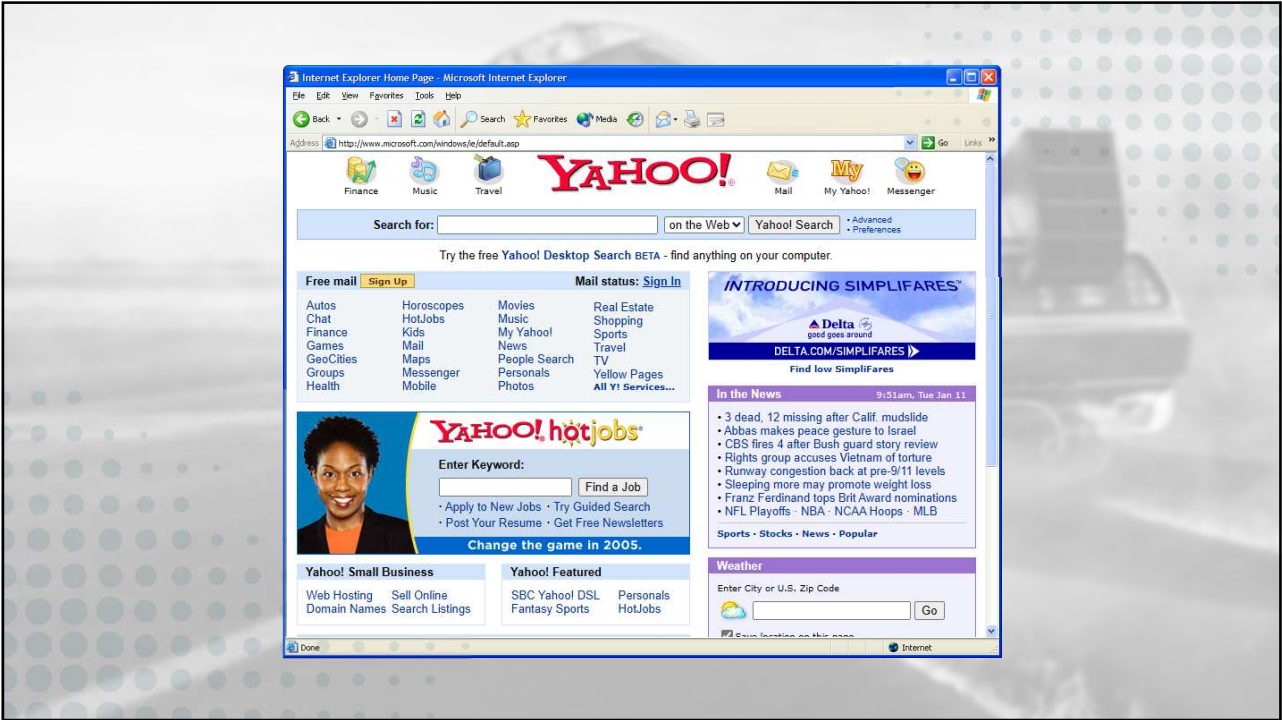 Internet Explorer Home Page - Microsoft Internet Explorer
File Edit View Favorites Tools Help
Back Search Favorites Media
Address http://www.microsoft.com/windows/ie/default.asp Go Links »
Finance Music Travel YAHOO!® Mail My Yahoo! Messenger
Search for: on the Web Yahoo! Search · Advanced
· Preferences
Try the free Yahoo! Desktop Search BETA - find anything on your computer.
Free mail Sign Up Mail status: Sign In
Autos Horoscopes Movies Real Estate
Chat HotJobs Music Shopping
Finance Kids My Yahoo! Sports
Games Mail News Travel
GeoCities Maps People Search TV
Groups Messenger Personals Yellow Pages
Health Mobile Photos All Y! Services...
INTRODUCING SIMPLIFARES™
Delta
good goes around
DELTA.COM/SIMPLIFARES
Find low SimpliFares
In the News 9:51am, Tue Jan 11
• 3 dead, 12 missing after Calif. mudslide
• Abbas makes peace gesture to Israel
• CBS fires 4 after Bush guard story review
• Rights group accuses Vietnam of torture
• Runway congestion back at pre-9/11 levels
• Sleeping more may promote weight loss
• Franz Ferdinand tops Brit Award nominations
• NFL Playoffs · NBA · NCAA Hoops · MLB
Sports · Stocks · News · Popular
YAHOO! hotjobs
Enter Keyword:
Find a Job
· Apply to New Jobs · Try Guided Search
· Post Your Resume · Get Free Newsletters
Change the game in 2005.
Yahoo! Small Business
Web Hosting Sell Online
Domain Names Search Listings
Yahoo! Featured
SBC Yahoo! DSL Personals
Fantasy Sports HotJobs
Weather
Enter City or U.S. Zip Code
Go
Save location on this page
Done Internet